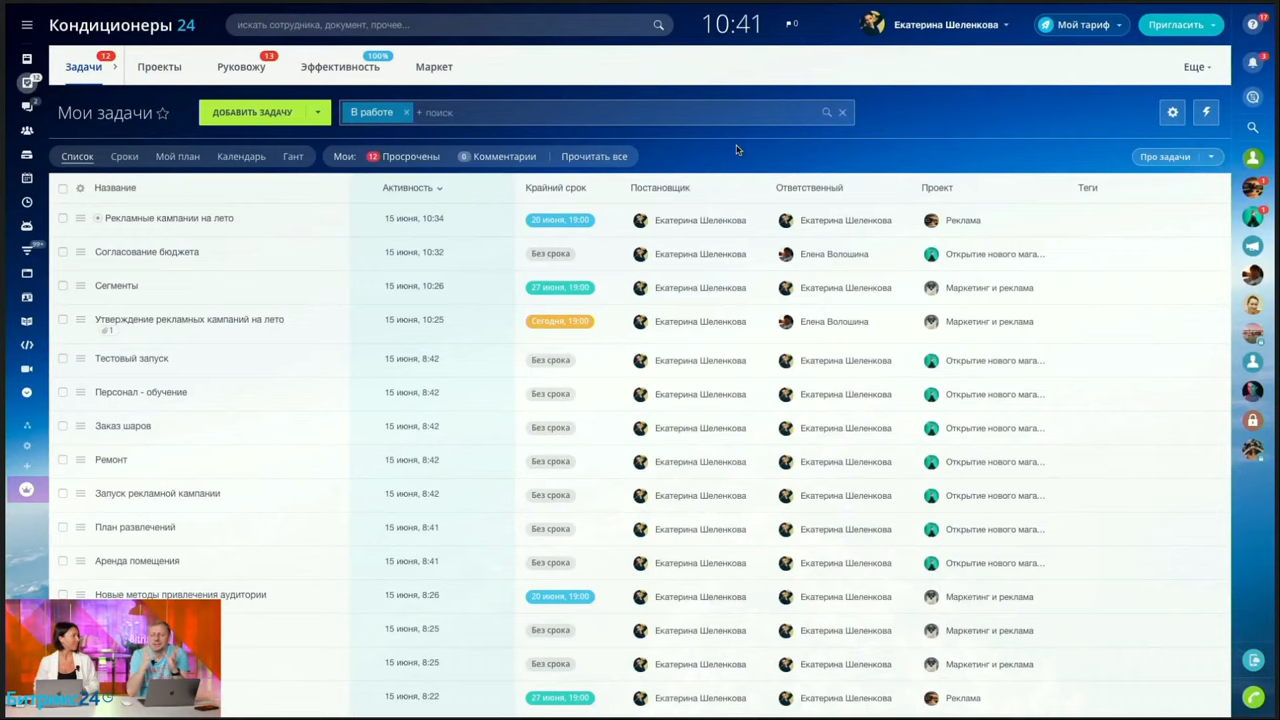 Кондиционеры 24
искать сотрудника, документ, прочее...
10:41
0
Екатерина Шеленкова
Мой тариф
Пригласить
17
Задачи 12
Проекты
Руковожу 13
Эффективность 100%
Маркет
Еще
12
2
99+
3
1
1
Мои задачи
ДОБАВИТЬ ЗАДАЧУ
В работе ×
+ поиск
Список Сроки Мой план Календарь Гант
Мои: 12 Просрочены 0 Комментарии Прочитать все
Про задачи
Название Активность Крайний срок Постановщик Ответственный Проект Теги
Рекламные кампании на лето 15 июня, 10:34 20 июня, 19:00 Екатерина Шеленкова Екатерина Шеленкова Реклама
Согласование бюджета 15 июня, 10:32 Без срока Екатерина Шеленкова Елена Волошина Открытие нового мага...
Сегменты 15 июня, 10:26 27 июня, 19:00 Екатерина Шеленкова Екатерина Шеленкова Маркетинг и реклама
Утверждение рекламных кампаний на лето 15 июня, 10:25 Сегодня, 19:00 Екатерина Шеленкова Елена Волошина Маркетинг и реклама
1
Тестовый запуск 15 июня, 8:42 Без срока Екатерина Шеленкова Екатерина Шеленкова Открытие нового мага...
Персонал - обучение 15 июня, 8:42 Без срока Екатерина Шеленкова Екатерина Шеленкова Открытие нового мага...
Заказ шаров 15 июня, 8:42 Без срока Екатерина Шеленкова Екатерина Шеленкова Открытие нового мага...
Ремонт 15 июня, 8:42 Без срока Екатерина Шеленкова Екатерина Шеленкова Открытие нового мага...
Запуск рекламной кампании 15 июня, 8:42 Без срока Екатерина Шеленкова Екатерина Шеленкова Открытие нового мага...
План развлечений 15 июня, 8:41 Без срока Екатерина Шеленкова Екатерина Шеленкова Открытие нового мага...
Аренда помещения 15 июня, 8:41 Без срока Екатерина Шеленкова Екатерина Шеленкова Открытие нового мага...
Новые методы привлечения аудитории 15 июня, 8:26 20 июня, 19:00 Екатерина Шеленкова Екатерина Шеленкова Маркетинг и реклама
15 июня, 8:25 Без срока Екатерина Шеленкова Екатерина Шеленкова Маркетинг и реклама
15 июня, 8:25 Без срока Екатерина Шеленкова Екатерина Шеленкова Маркетинг и реклама
15 июня, 8:22 27 июня, 19:00 Екатерина Шеленкова Екатерина Шеленкова Реклама
Битрикс24